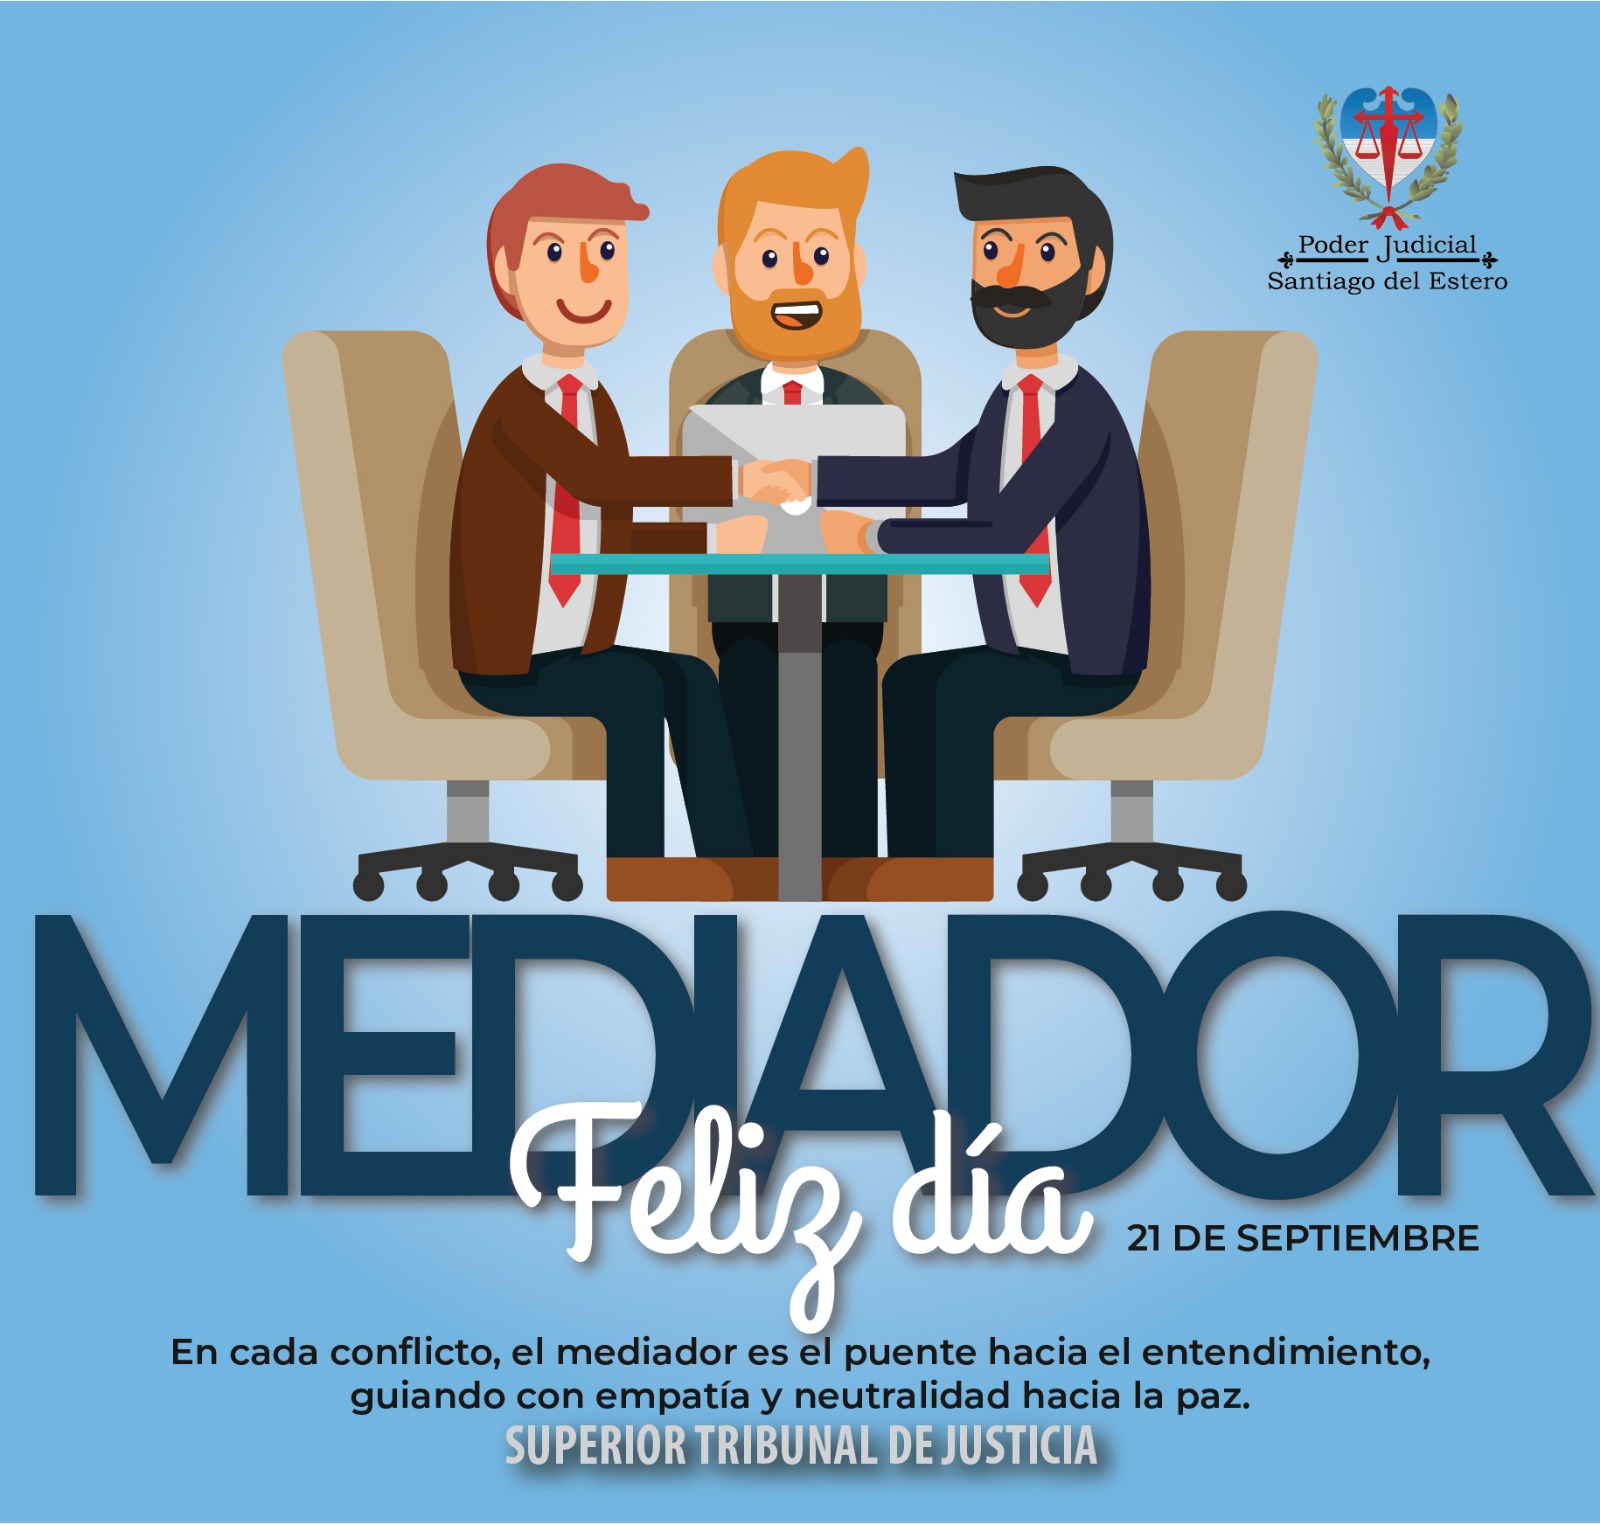 Poder Judicial
Santiago del Estero
MEDIADOR
Feliz día
21 DE SEPTIEMBRE
En cada conflicto, el mediador es el puente hacia el entendimiento,
guiando con empatía y neutralidad hacia la paz.
SUPERIOR TRIBUNAL DE JUSTICIA